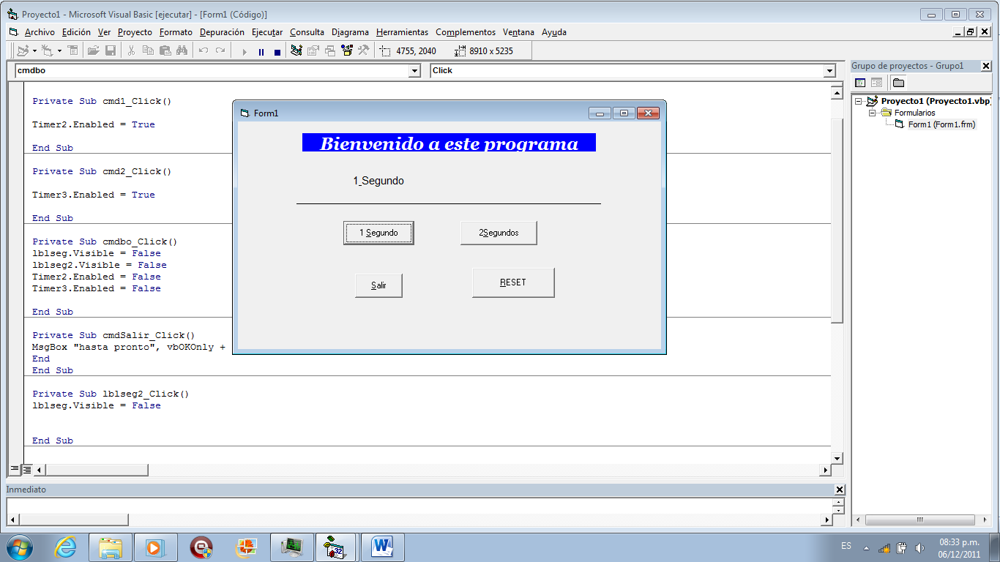 Proyecto1 - Microsoft Visual Basic [ejecutar] - [Form1 (Código)]
Archivo Edición Ver Proyecto Formato Depuración Ejecutar Consulta Diagrama Herramientas Complementos Ventana Ayuda
4755, 2040 8910 x 5235
cmdbo Click
Private Sub cmd1_Click()
Timer2.Enabled = True
End Sub
Private Sub cmd2_Click()
Timer3.Enabled = True
End Sub
Private Sub cmdbo_Click()
lblseg.Visible = False
lblseg2.Visible = False
Timer2.Enabled = False
Timer3.Enabled = False
End Sub
Private Sub cmdSalir_Click()
MsgBox "hasta pronto", vbOKOnly +
End
End Sub
Private Sub lblseg2_Click()
lblseg.Visible = False
End Sub
Form1
Bienvenido a este programa
1_Segundo
1 Segundo
2Segundos
Salir
RESET
Grupo de proyectos - Grupo1
Proyecto1 (Proyecto1.vbp)
Formularios
Form1 (Form1.frm)
Inmediato
32
W
ES
08:33 p.m.
06/12/2011